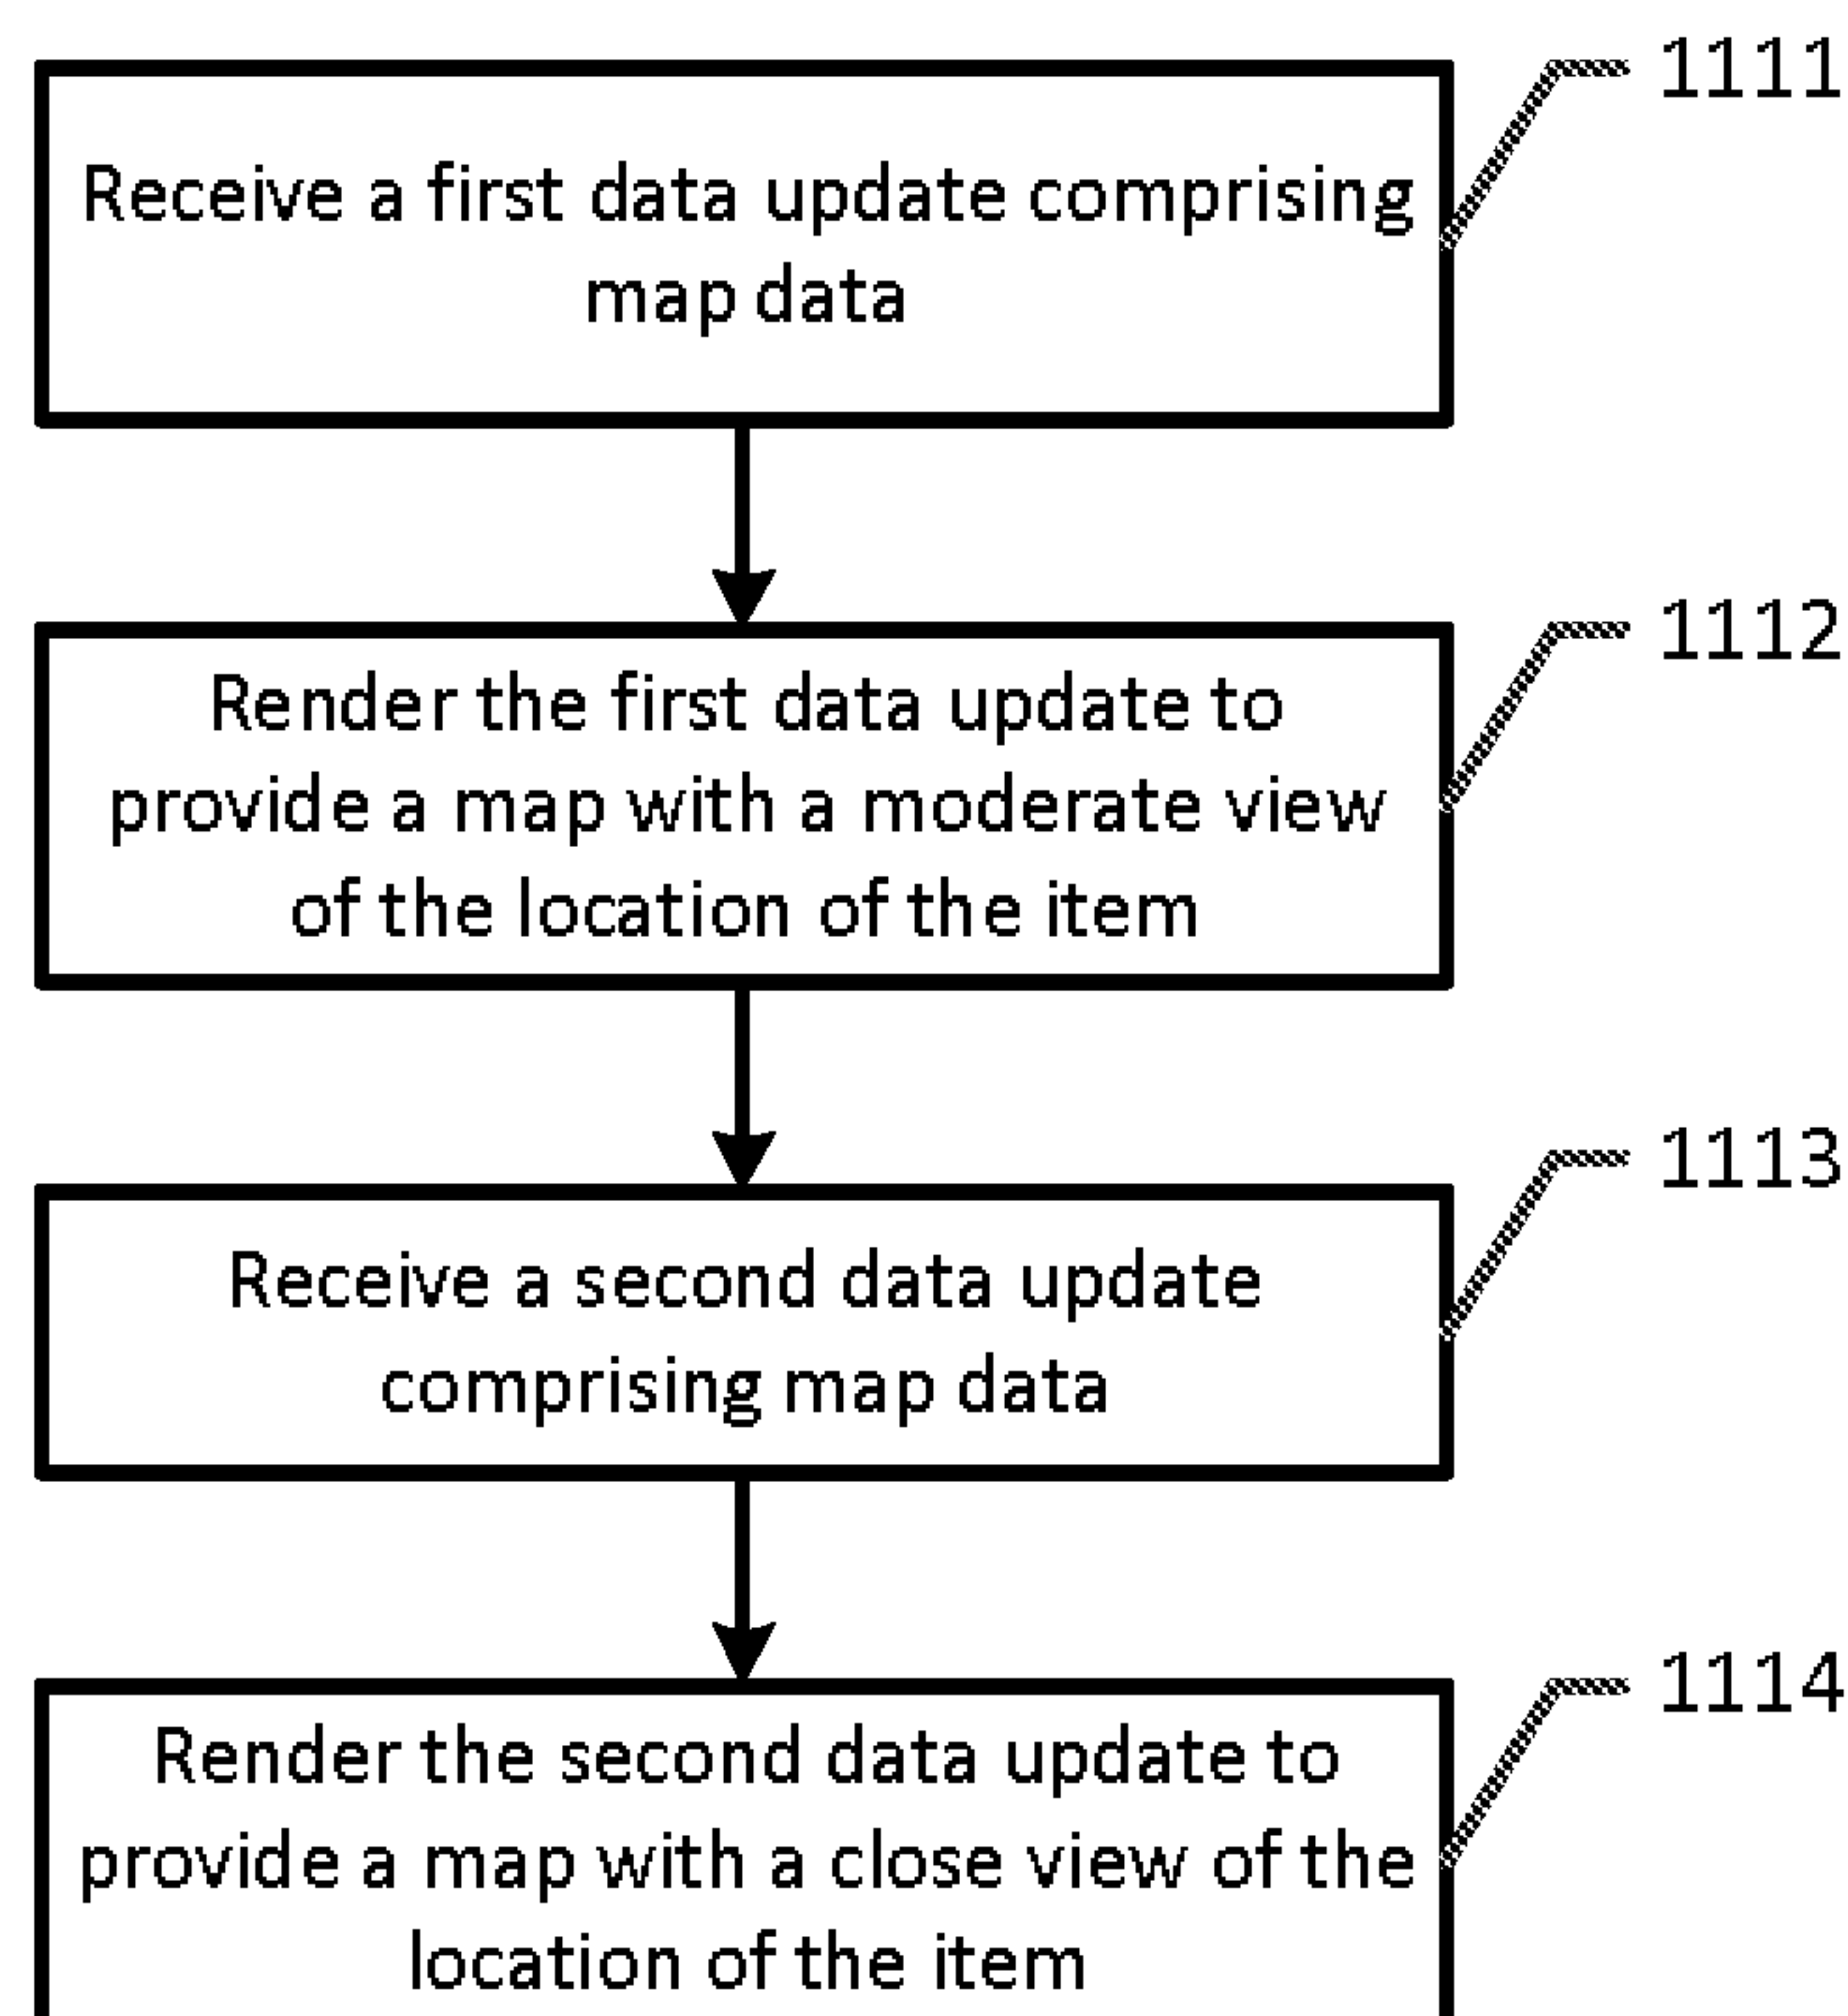 1111
Receive a first data update comprising
map data
1112
Render the first data update to
provide a map with a moderate view
of the location of the item
1113
Receive a second data update
comprising map data
1114
Render the second data update to
provide a map with a close view of the
location of the item